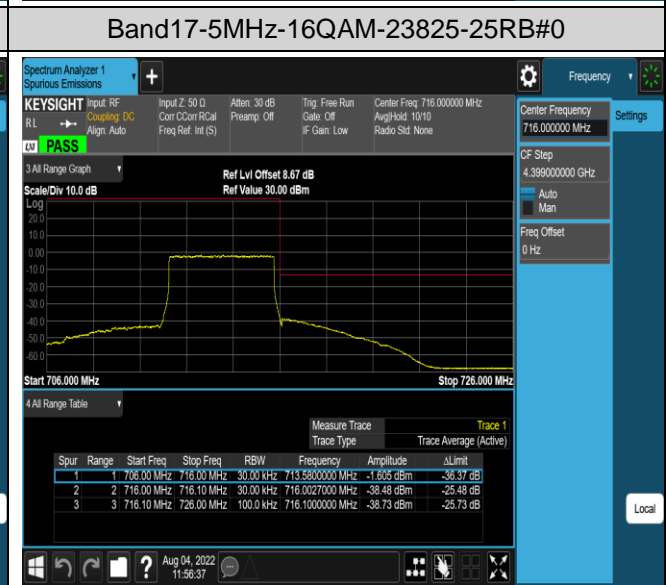 Band17-5MHz-16QAM-23825-25RB#0
Spectrum Analyzer 1
Spurious Emissions
+
Frequency
KEYSIGHT Input: RF Input Z: 50 Ω Atten: 30 dB Trig: Free Run Center Freq: 716.000000 MHz
RL Coupling: DC Corr CCorr RCal Preamp: Off Gate: Off Avg|Hold: 10/10
Align: Auto Freq Ref: Int (S) IF Gain: Low Radio Std: None
LXI PASS
Center Frequency
716.000000 MHz
Settings
CF Step
4.399000000 GHz
Auto
Man
Freq Offset
0 Hz
3 All Range Graph
Ref Lvl Offset 8.67 dB
Scale/Div 10.0 dB Ref Value 30.00 dBm
Log
20.0
10.0
0.00
-10.0
-20.0
-30.0
-40.0
-50.0
-60.0
Start 706.000 MHz Stop 726.000 MHz
4 All Range Table
Measure Trace Trace 1
Trace Type Trace Average (Active)
Spur Range Start Freq Stop Freq RBW Frequency Amplitude ΔLimit
1 1 706.00 MHz 716.00 MHz 30.00 kHz 713.5800000 MHz -1.605 dBm -36.37 dB
2 2 716.00 MHz 716.10 MHz 30.00 kHz 716.0027000 MHz -38.48 dBm -25.48 dB
3 3 716.10 MHz 726.00 MHz 100.0 kHz 716.1000000 MHz -38.73 dBm -25.73 dB
Local
? Aug 04, 2022
11:56:37